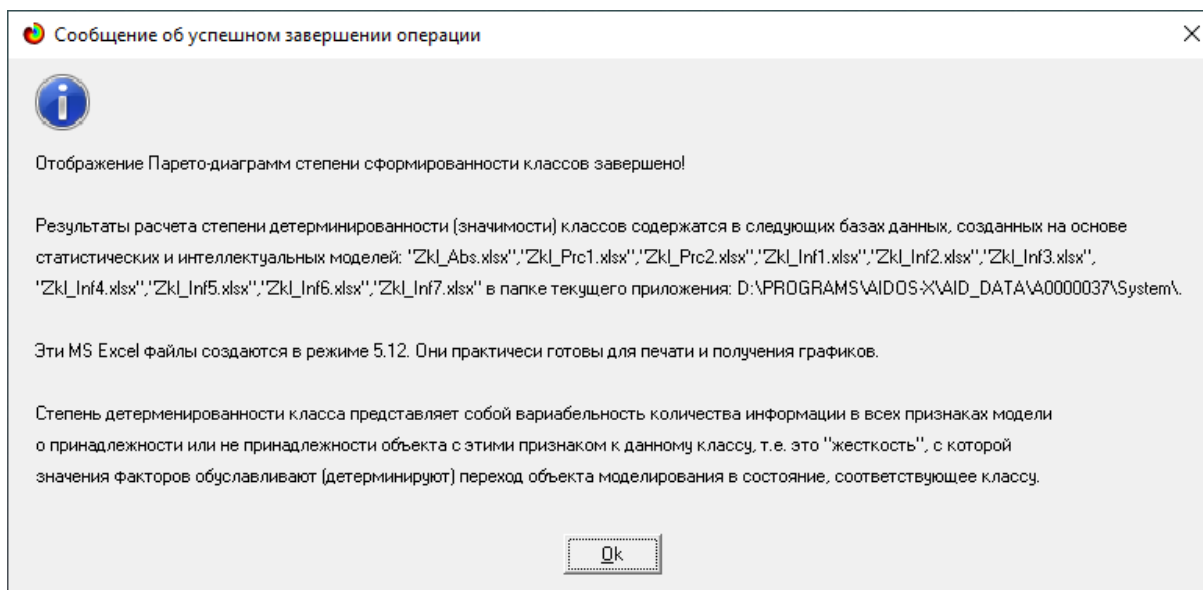 Сообщение об успешном завершении операции
Отображение Парето-диаграмм степени сформированности классов завершено!
Результаты расчета степени детерминированности (значимости) классов содержатся в следующих базах данных, созданных на основе
статистических и интеллектуальных моделей: "Zkl_Abs.xlsx","Zkl_Prc1.xlsx","Zkl_Prc2.xlsx","Zkl_Inf1.xlsx","Zkl_Inf2.xlsx","Zkl_Inf3.xlsx",
"Zkl_Inf4.xlsx","Zkl_Inf5.xlsx","Zkl_Inf6.xlsx","Zkl_Inf7.xlsx" в папке текущего приложения: D:\PROGRAMS\AIDOS-X\AID_DATA\A0000037\System\.
Эти MS Excel файлы создаются в режиме 5.12. Они практичеси готовы для печати и получения графиков.
Степень детерменированности класса представляет собой вариабельность количества информации в всех признаках модели
о принадлежности или не принадлежности объекта с этими признаком к данному классу, т.е. это "жесткость", с которой
значения факторов обуславливают (детерминируют) переход объекта моделирования в состояние, соответствующее классу.
Ok